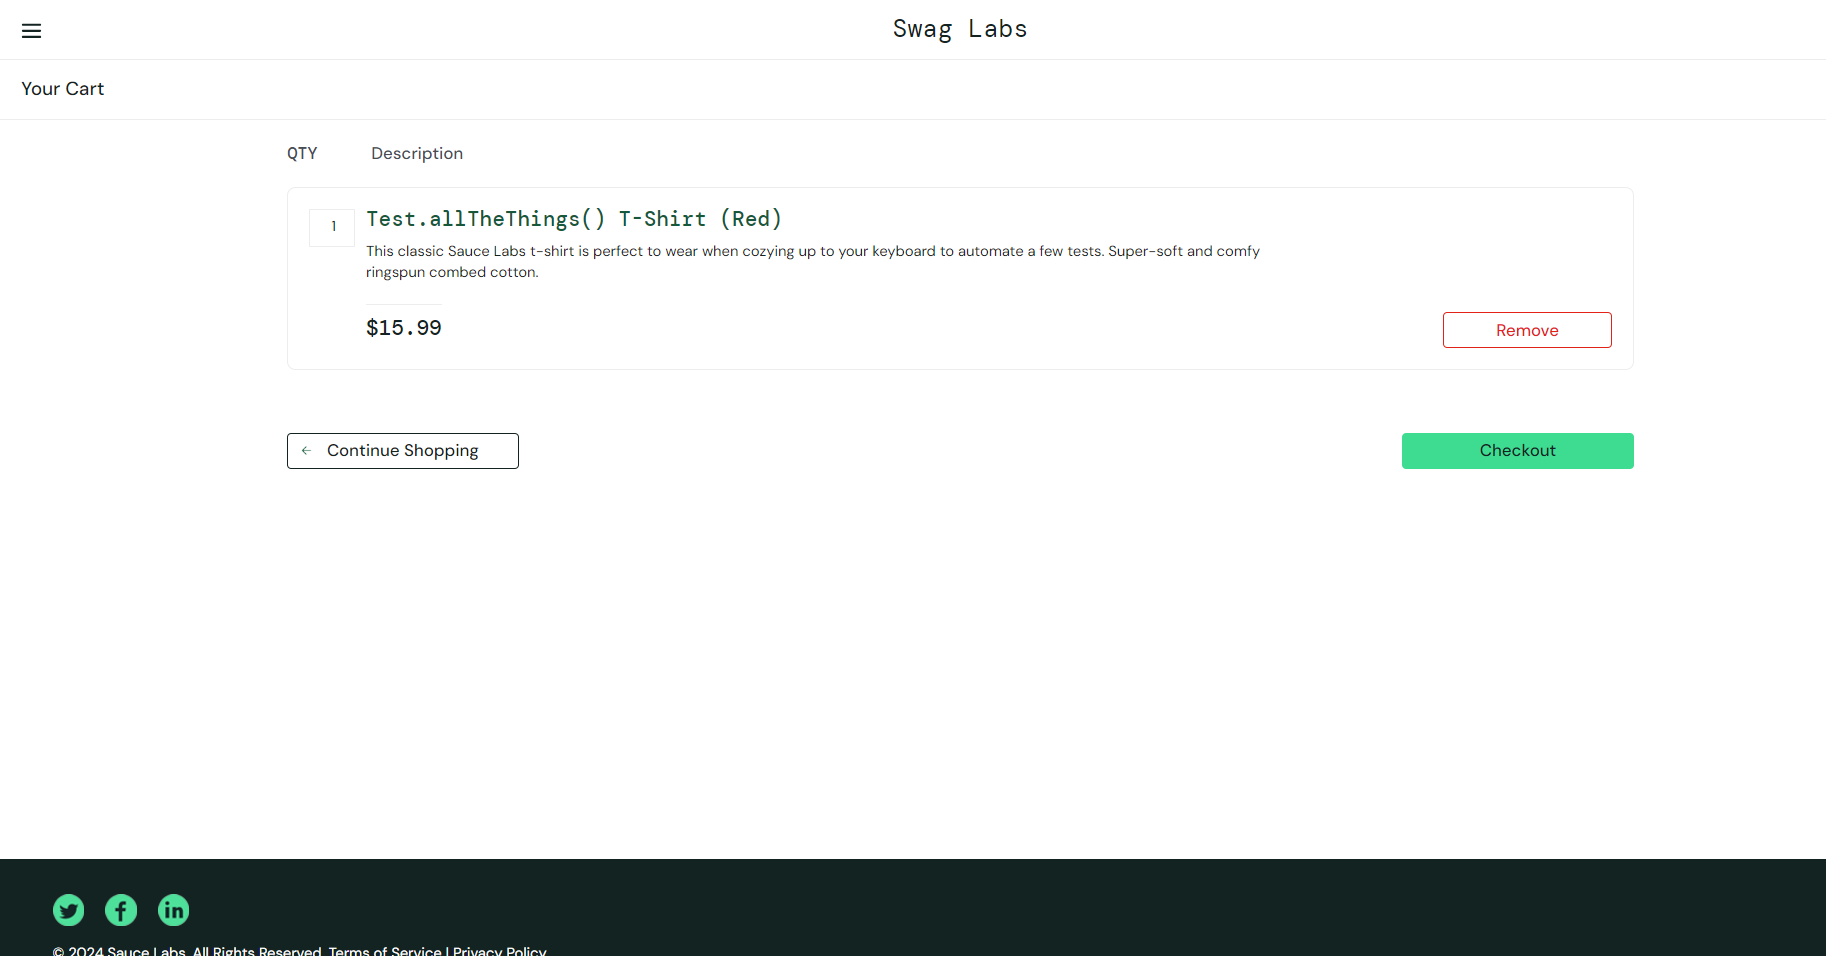 Swag Labs
Your Cart
QTY Description
1 Test.allTheThings() T-Shirt (Red)
This classic Sauce Labs t-shirt is perfect to wear when cozying up to your keyboard to automate a few tests. Super-soft and comfy
ringspun combed cotton.
$15.99
Remove
Continue Shopping
Checkout
© 2024 Sauce Labs. All Rights Reserved. Terms of Service | Privacy Policy